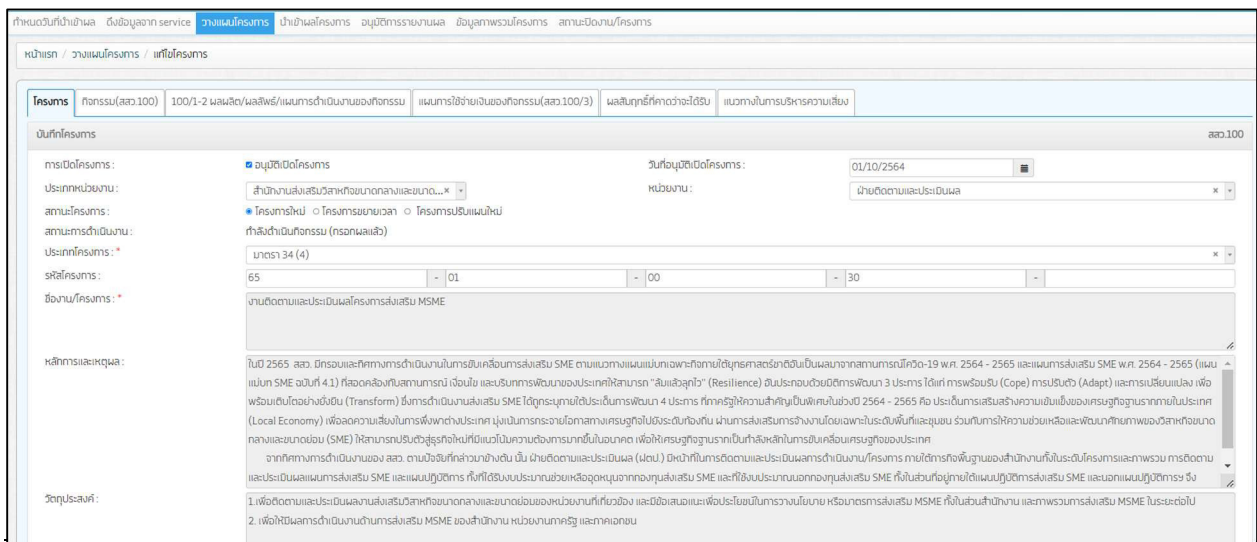 กำหนดวันที่นำเข้าผล ดึงข้อมูลจาก service วางแผนโครงการ นำเข้าผลโครงการ อนุมัติการรายงานผล ข้อมูลภาพรวมโครงการ สถานะปิดงาน/โครงการ
หน้าแรก / วางแผนโครงการ / แก้ไขโครงการ
โครงการ กิจกรรม(สสว.100) 100/1-2 ผลผลิต/ผลลัพธ์/แผนการดำเนินงานของกิจกรรม แผนการใช้จ่ายเงินของกิจกรรม(สสว.100/3) ผลสัมฤทธิ์ที่คาดว่าจะได้รับ แนวทางในการบริหารความเสี่ยง
บันทึกโครงการ สสว.100
การเปิดโครงการ : อนุมัติเปิดโครงการ วันที่อนุมัติเปิดโครงการ : 01/10/2564
ประเภทหน่วยงาน : สำนักงานส่งเสริมวิสาหกิจขนาดกลางและขนาด...× หน่วยงาน : ฝ่ายติดตามและประเมินผล ×
สถานะโครงการ : โครงการใหม่ โครงการขยายเวลา โครงการปรับแผนใหม่
สถานะการดำเนินงาน : กำลังดำเนินกิจกรรม (กรอกผลแล้ว)
ประเภทโครงการ : * มาตรา 34 (4) ×
รหัสโครงการ : 65 - 01 - 00 - 30 -
ชื่องาน/โครงการ : * งานติดตามและประเมินผลโครงการส่งเสริม MSME
หลักการและเหตุผล : ในปี 2565 สสว. มีกรอบและทิศทางการดำเนินงานในการขับเคลื่อนการส่งเสริม SME ตามแนวทางแผนแม่บทเฉพาะกิจภายใต้ยุทธศาสตร์ชาติอันเป็นผลมาจากสถานการณ์โควิด-19 พ.ศ. 2564 - 2565 และแผนการส่งเสริม SME พ.ศ. 2564 - 2565 (แผน
แม่บท SME ฉบับที่ 4.1) ที่สอดคล้องกับสถานการณ์ เงื่อนไข และบริบทการพัฒนาของประเทศให้สามารถ "ล้มแล้วลุกไว" (Resilience) อันประกอบด้วยมิติการพัฒนา 3 ประการ ได้แก่ การพร้อมรับ (Cope) การปรับตัว (Adapt) และการเปลี่ยนแปลง เพื่อ
พร้อมเติบโตอย่างยั่งยืน (Transform) ซึ่งการดำเนินงานส่งเสริม SME ได้ถูกระบุภายใต้ประเด็นการพัฒนา 4 ประการ ที่ภาครัฐให้ความสำคัญเป็นพิเศษในช่วงปี 2564 - 2565 คือ ประเด็นการเสริมสร้างความเข้มแข็งของเศรษฐกิจฐานรากภายในประเทศ
(Local Economy) เพื่อลดความเสี่ยงในการพึ่งพาต่างประเทศ มุ่งเน้นการกระจายโอกาสทางเศรษฐกิจไปยังระดับท้องถิ่น ผ่านการส่งเสริมการจ้างงานโดยเฉพาะในระดับพื้นที่และชุมชน ร่วมกับการให้ความช่วยเหลือและพัฒนาศักยภาพของวิสาหกิจขนาด
กลางและขนาดย่อม (SME) ให้สามารถปรับตัวสู่ธุรกิจใหม่ที่มีแนวโน้มความต้องการมากขึ้นในอนาคต เพื่อให้เศรษฐกิจฐานรากเป็นกำลังหลักในการขับเคลื่อนเศรษฐกิจของประเทศ
จากทิศทางการดำเนินงานของ สสว. ตามปัจจัยที่กล่าวมาข้างต้น นั้น ฝ่ายติดตามและประเมินผล (ฝตป.) มีหน้าที่ในการติดตามและประเมินผลการดำเนินงาน/โครงการ ภายใต้ภารกิจพื้นฐานของสำนักงานทั้งในระดับโครงการและภาพรวม การติดตาม
และประเมินผลแผนการส่งเสริม SME และแผนปฏิบัติการ ทั้งที่ได้รับงบประมาณช่วยเหลืออุดหนุนจากกองทุนส่งเสริม SME และที่ใช้งบประมาณนอกกองทุนส่งเสริม SME ทั้งในส่วนที่อยู่ภายใต้แผนปฏิบัติการส่งเสริม SME และนอกแผนปฏิบัติการฯ จึง
วัตถุประสงค์ : 1.เพื่อติดตามและประเมินผลงานส่งเสริมวิสาหกิจขนาดกลางและขนาดย่อมของหน่วยงานที่เกี่ยวข้อง และมีข้อเสนอแนะเพื่อประโยชน์ในการวางนโยบาย หรือมาตรการส่งเสริม MSME ทั้งในส่วนสำนักงาน และภาพรวมการส่งเสริม MSME ในระยะต่อไป
2. เพื่อให้มีผลการดำเนินงานด้านการส่งเสริม MSME ของสำนักงาน หน่วยงานภาครัฐ และภาคเอกชน